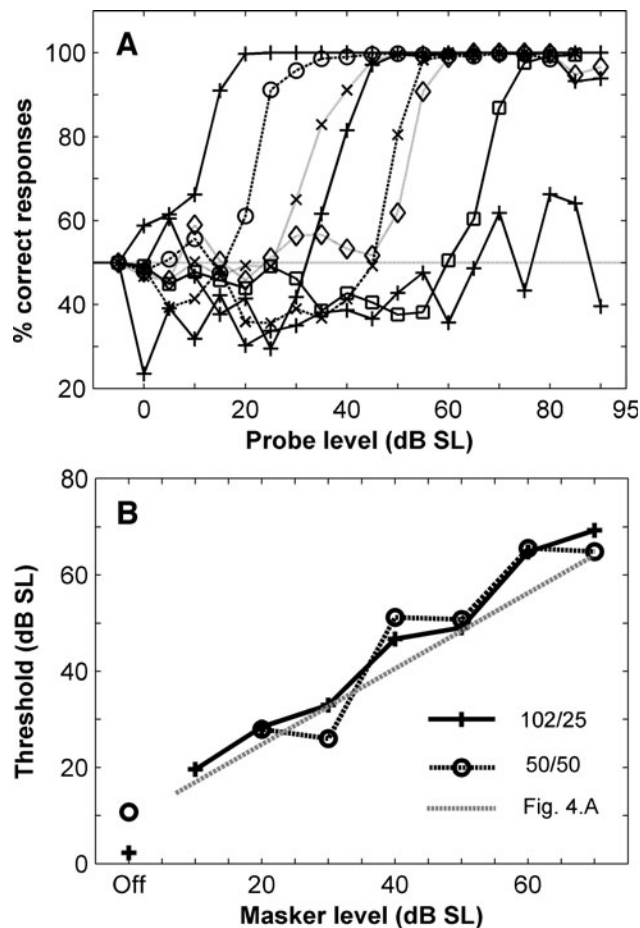 A
100
80
60
40
20
% correct responses
0 20 40 60 80 95
Probe level (dB SL)
B
80
60
40
20
0
Threshold (dB SL)
102/25
50/50
Fig. 4.A
Off 20 40 60
Masker level (dB SL)